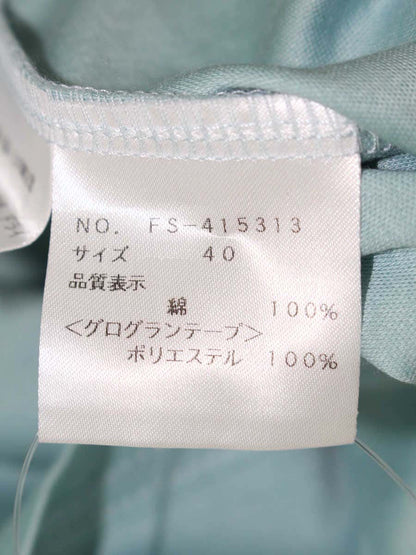 NO. FS-415313
サイズ 40
品質表示
綿 100%
<グログランテープ>
ポリエステル 100%